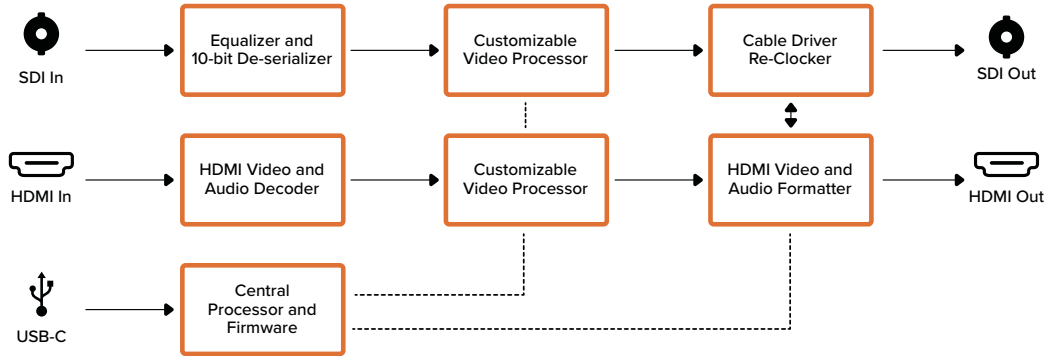 SDI In
Equalizer and
10-bit De-serializer
Customizable
Video Processor
Cable Driver
Re-Clocker
SDI Out
HDMI In
HDMI Video and
Audio Decoder
Customizable
Video Processor
HDMI Video and
Audio Formatter
HDMI Out
USB-C
Central
Processor and
Firmware